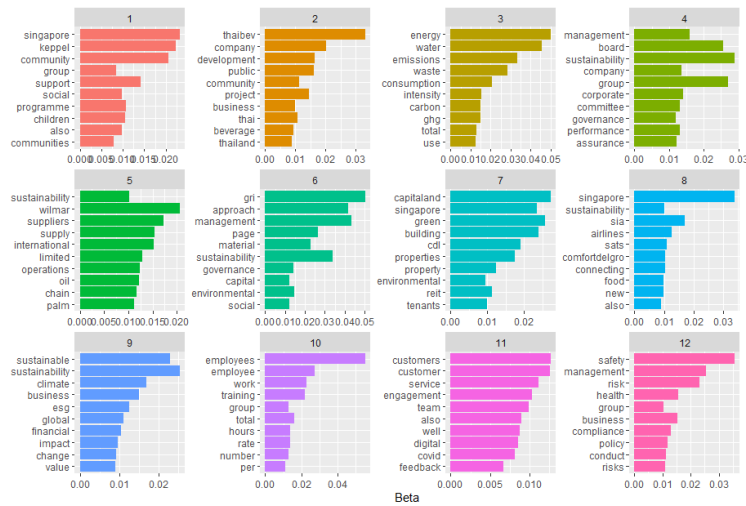 1
singapore
keppel
community
group
support
social
programme
children
also
communities
0.000 0.005 0.010 0.015 0.020
2
thaibev
company
development
public
community
project
business
thai
beverage
thailand
0.00 0.01 0.02 0.03
3
energy
water
emissions
waste
consumption
intensity
carbon
ghg
total
use
0.00 0.01 0.02 0.03 0.04 0.05
4
management
board
sustainability
company
group
corporate
committee
governance
performance
assurance
0.00 0.01 0.02 0.03
5
sustainability
wilmar
suppliers
supply
international
limited
operations
oil
chain
palm
0.000 0.005 0.010 0.015 0.020
6
gri
approach
management
page
material
sustainability
governance
capital
environmental
social
0.00 0.01 0.02 0.03 0.04 0.05
7
capitaland
singapore
green
building
cdl
properties
property
environmental
reit
tenants
0.00 0.01 0.02
8
singapore
sustainability
sia
airlines
sats
comfortdelgro
connecting
food
new
also
0.00 0.01 0.02 0.03
9
sustainable
sustainability
climate
business
esg
global
financial
impact
change
value
0.00 0.01 0.02
10
employees
employee
work
training
group
total
hours
rate
number
per
0.00 0.02 0.04
11
customers
customer
service
engagement
team
also
well
digital
covid
feedback
0.000 0.005 0.010
12
safety
management
risk
health
group
business
compliance
policy
conduct
risks
0.00 0.01 0.02 0.03
Beta